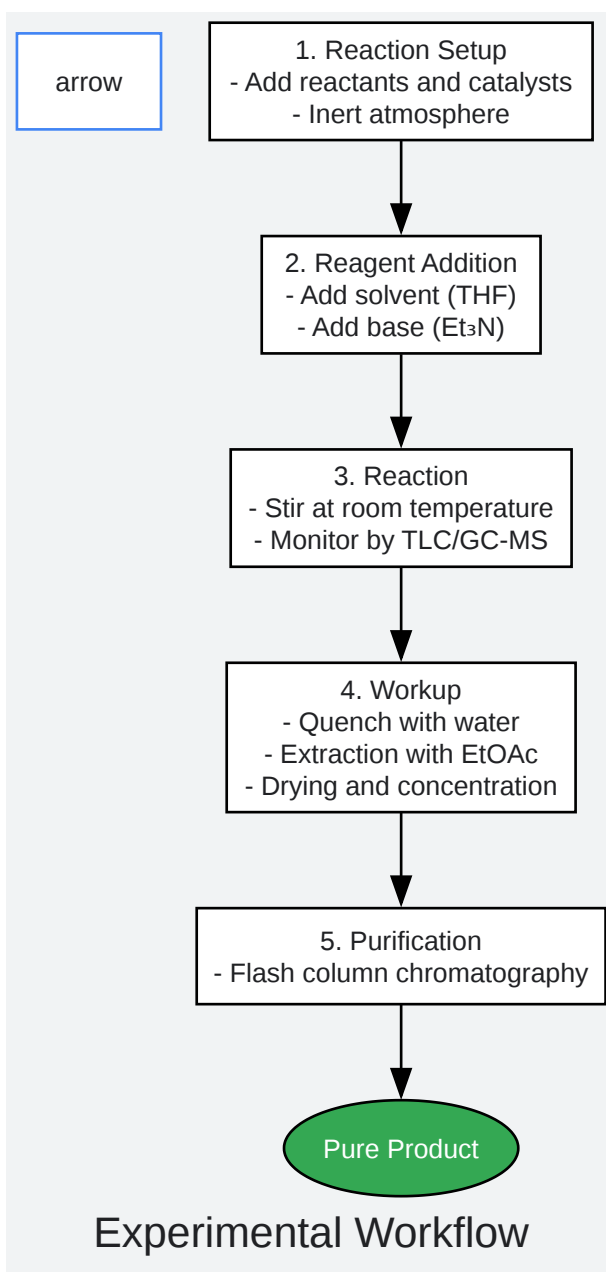 arrow
1. Reaction Setup
- Add reactants and catalysts
- Inert atmosphere
2. Reagent Addition
- Add solvent (THF)
- Add base (Et₃N)
3. Reaction
- Stir at room temperature
- Monitor by TLC/GC-MS
4. Workup
- Quench with water
- Extraction with EtOAc
- Drying and concentration
5. Purification
- Flash column chromatography
Pure Product
Experimental Workflow